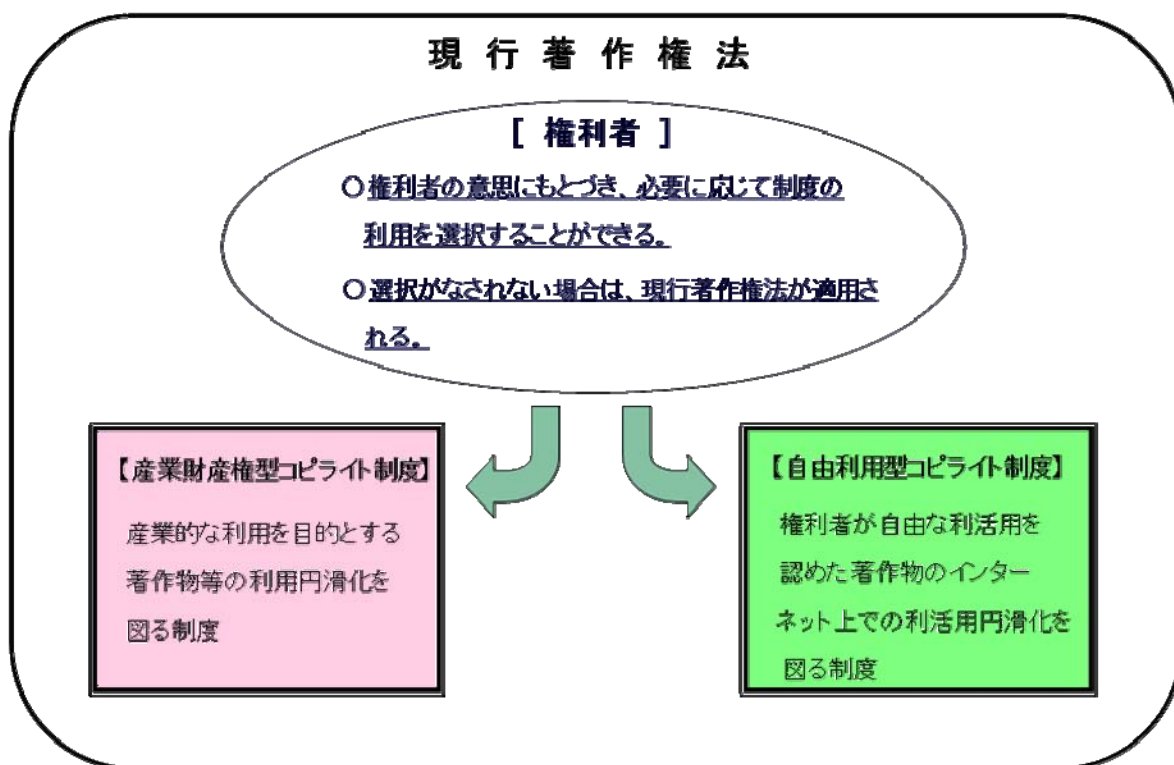 現行著作権法
[ 権利者 ]
○権利者の意思にもとづき、必要に応じて制度の
利用を選択することができる。
○選択がなされない場合は、現行著作権法が適用さ
れる。
【産業財産権型コピライト制度】
産業的な利用を目的とする
著作物等の利用円滑化を
図る制度
【自由利用型コピライト制度】
権利者が自由な利活用を
認めた著作物のインター
ネット上での利活用円滑化を
図る制度